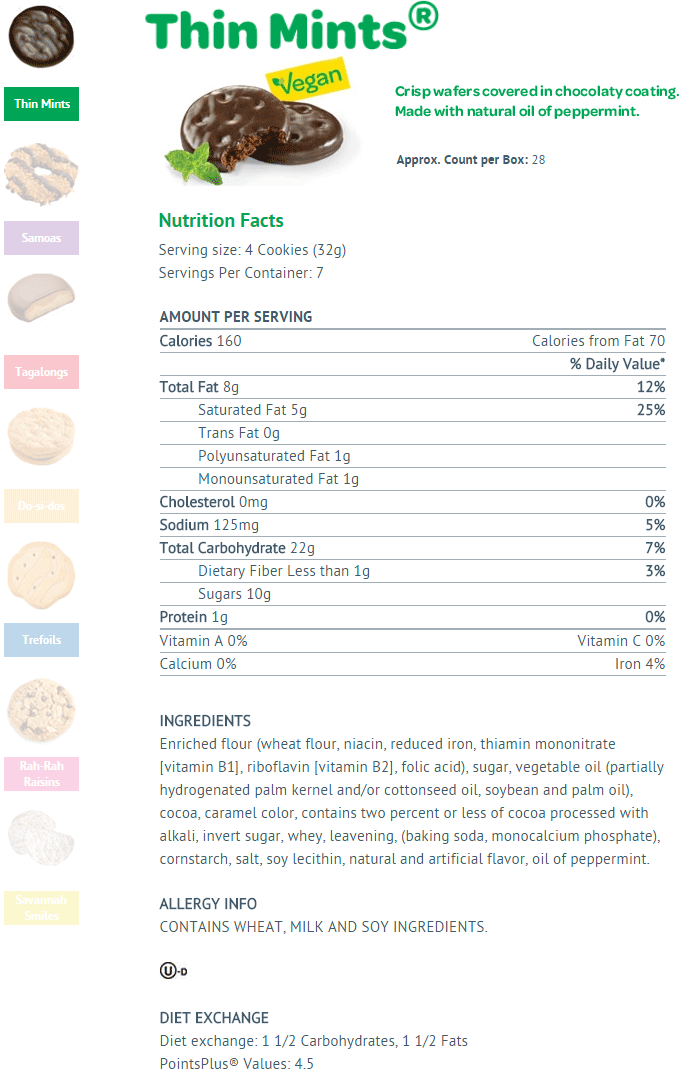 Thin Mints®
Vegan
Crisp wafers covered in chocolaty coating.
Made with natural oil of peppermint.
Approx. Count per Box: 28
Thin Mints
Samoas
Tagalongs
Do-si-dos
Trefoils
Rah-Rah
Raisins
Savannah
Smiles
Nutrition Facts
Serving size: 4 Cookies (32g)
Servings Per Container: 7
AMOUNT PER SERVING
Calories 160 Calories from Fat 70
% Daily Value*
Total Fat 8g 12%
Saturated Fat 5g 25%
Trans Fat 0g
Polyunsaturated Fat 1g
Monounsaturated Fat 1g
Cholesterol 0mg 0%
Sodium 125mg 5%
Total Carbohydrate 22g 7%
Dietary Fiber Less than 1g 3%
Sugars 10g
Protein 1g 0%
Vitamin A 0% Vitamin C 0%
Calcium 0% Iron 4%
INGREDIENTS
Enriched flour (wheat flour, niacin, reduced iron, thiamin mononitrate
[vitamin B1], riboflavin [vitamin B2], folic acid), sugar, vegetable oil (partially
hydrogenated palm kernel and/or cottonseed oil, soybean and palm oil),
cocoa, caramel color, contains two percent or less of cocoa processed with
alkali, invert sugar, whey, leavening, (baking soda, monocalcium phosphate),
cornstarch, salt, soy lecithin, natural and artificial flavor, oil of peppermint.
ALLERGY INFO
CONTAINS WHEAT, MILK AND SOY INGREDIENTS.
Ⓤ-D
DIET EXCHANGE
Diet exchange: 1 1/2 Carbohydrates, 1 1/2 Fats
PointsPlus® Values: 4.5